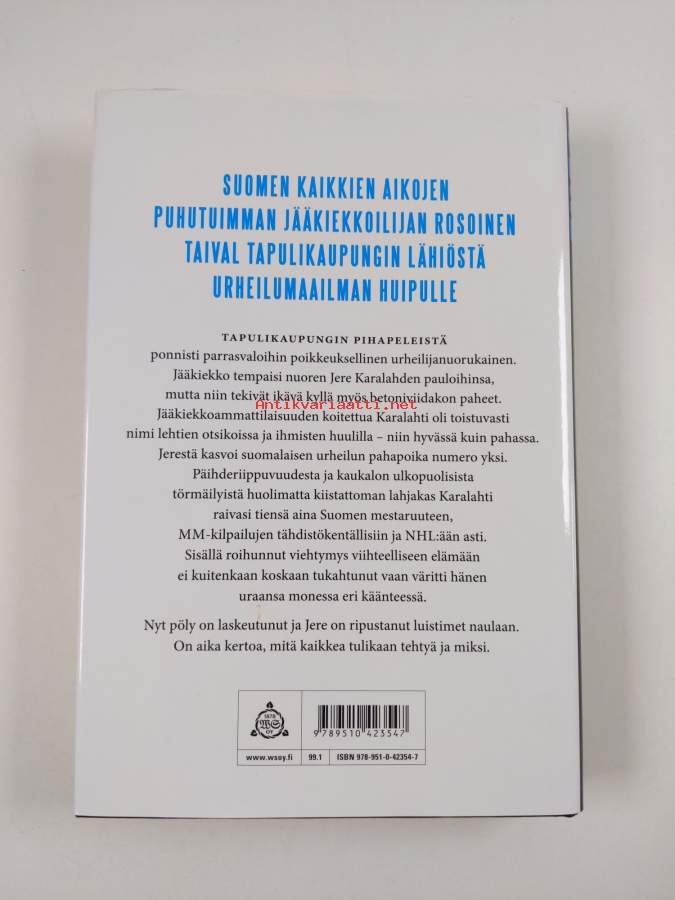 SUOMEN KAIKKIEN AIKOJEN
PUHUTUIMMAN JÄÄKIEKKOILIJAN ROSOINEN
TAIVAL TAPULIKAUPUNGIN LÄHIÖSTÄ
URHEILUMAAILMAN HUIPULLE
TAPULIKAUPUNGIN PIHAPELEISTÄ
ponnisti parrasvaloihin poikkeuksellinen urheilijanuorukainen.
Jääkiekko tempaisi nuoren Jere Karalahden pauloihinsa,
mutta niin tekivät ikävä kyllä myös betoniviidakon paheet.
Antikvariaatti.net
Jääkiekkoammattilaisuuden koitettua Karalahti oli toistuvasti
nimi lehtien otsikoissa ja ihmisten huulilla – niin hyvässä kuin pahassa.
Jerestä kasvoi suomalaisen urheilun pahapoika numero yksi.
Päihderiippuvuudesta ja kaukalon ulkopuolisista
törmäilyistä huolimatta kiistattoman lahjakas Karalahti
raivasi tiensä aina Suomen mestaruuteen,
MM-kilpailujen tähdistökentällisiin ja NHL:ään asti.
Sisällä roihunnut viehtymys viihteelliseen elämään
ei kuitenkaan koskaan tukahtunut vaan väritti hänen
uraansa monessa eri käänteessä.
Nyt pöly on laskeutunut ja Jere on ripustanut luistimet naulaan.
On aika kertoa, mitä kaikkea tulikaan tehtyä ja miksi.
1878
WS
OY
9 789510 423547
www.wsoy.fi
99.1
ISBN 978-951-0-42354-7